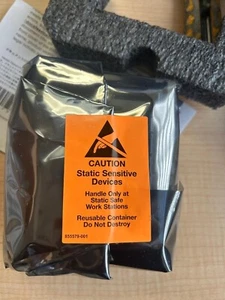 CAUTION
Static Sensitive
Devices
Handle Only at
Static Safe
Work Stations
Reusable Container
Do Not Destroy